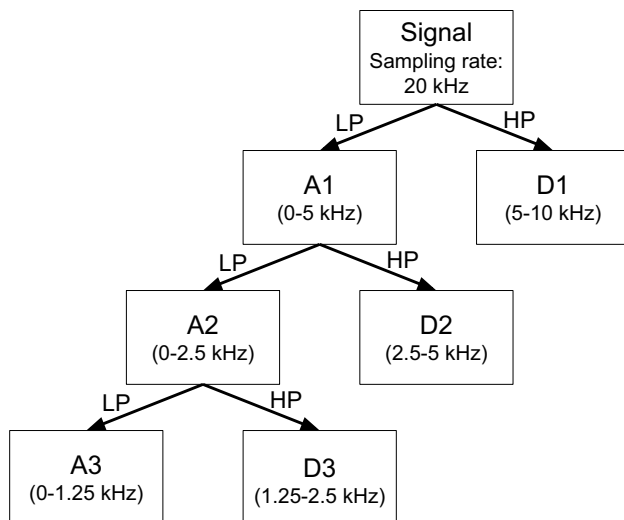 Signal
Sampling rate:
20 kHz
LP
HP
A1
(0-5 kHz)
D1
(5-10 kHz)
LP
HP
A2
(0-2.5 kHz)
D2
(2.5-5 kHz)
LP
HP
A3
(0-1.25 kHz)
D3
(1.25-2.5 kHz)